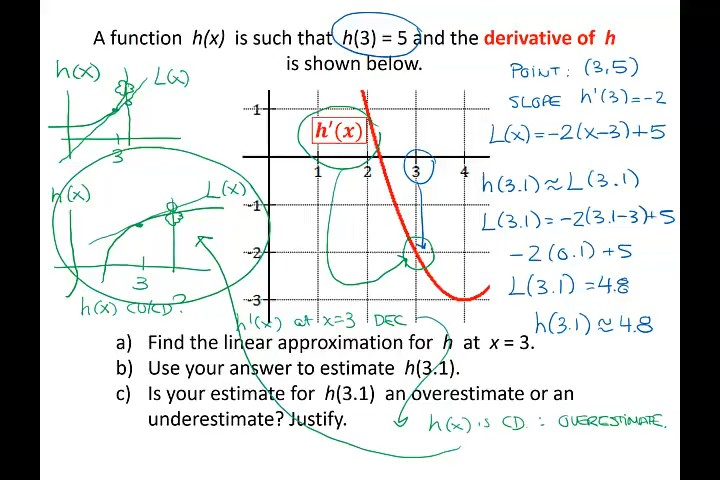 A function h(x) is such that h(3) = 5 and the derivative of h
is shown below.
POINT: (3,5)
SLOPE h'(3) = -2
L(x) = -2(x-3)+5
h(3.1) ≈ L(3.1)
L(3.1) = -2(3.1-3)+5
-2(0.1)+5
L(3.1) = 4.8
h(3.1) ≈ 4.8
h(x)
L(x)
3
h(x)
L(x)
3
h(x) CU/CD?
h'(x)
1
1
2
3
4
-1
-2
-3
h'(x) at x=3 DEC
a) Find the linear approximation for h at x = 3.
b) Use your answer to estimate h(3.1).
c) Is your estimate for h(3.1) an overestimate or an
underestimate? Justify.
h(x) is CD ∴ OVERESTIMATE.